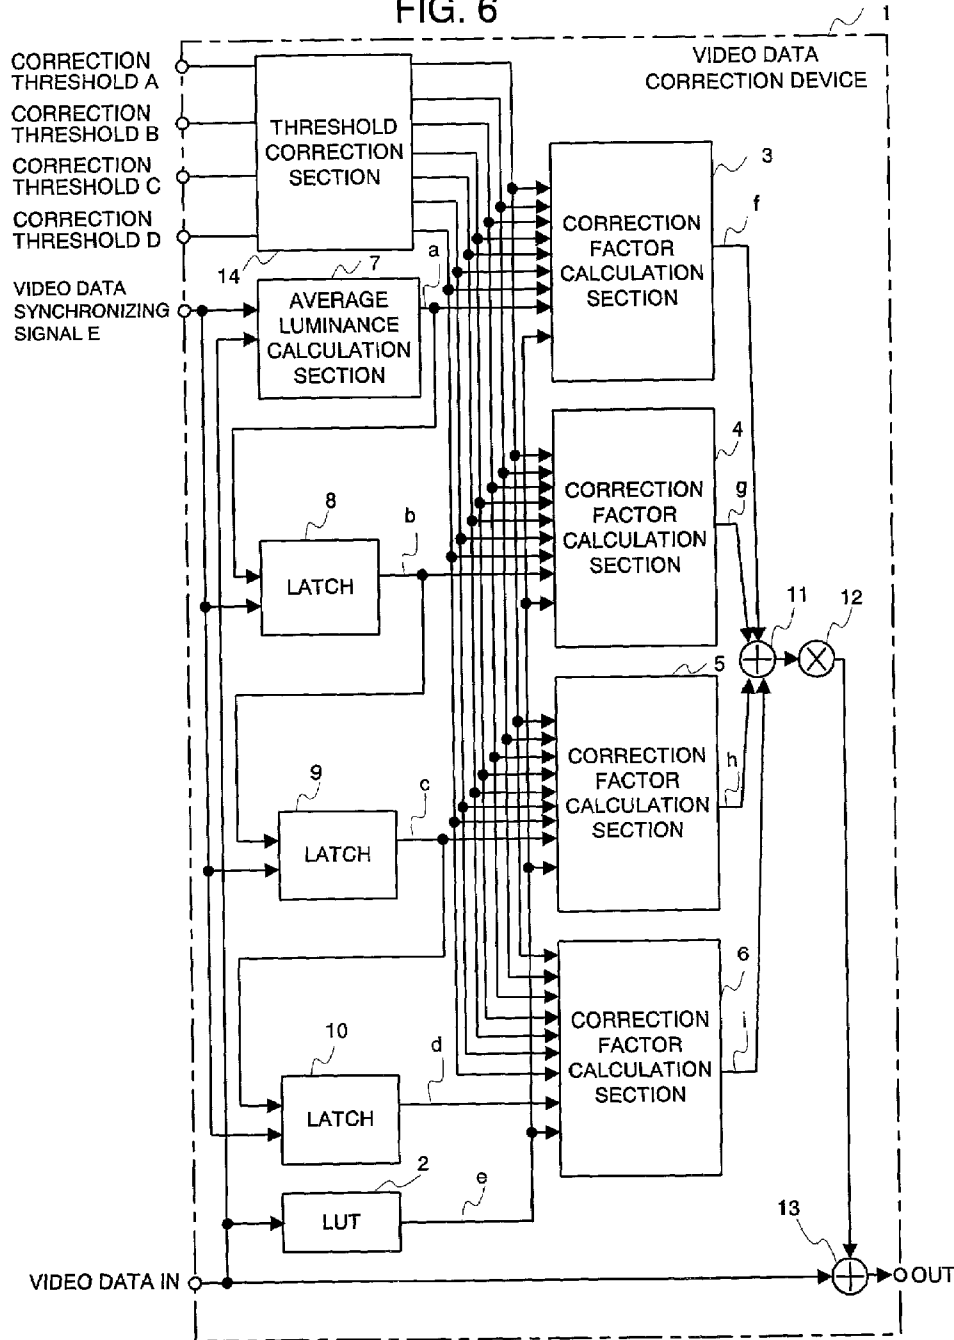 FIG. 6
1
VIDEO DATA
CORRECTION DEVICE
CORRECTION
THRESHOLD A
CORRECTION
THRESHOLD B
CORRECTION
THRESHOLD C
CORRECTION
THRESHOLD D
THRESHOLD
CORRECTION
SECTION
14
7
a
VIDEO DATA
SYNCHRONIZING
SIGNAL E
AVERAGE
LUMINANCE
CALCULATION
SECTION
3
f
CORRECTION
FACTOR
CALCULATION
SECTION
4
g
CORRECTION
FACTOR
CALCULATION
SECTION
8
b
LATCH
11
12
5
h
CORRECTION
FACTOR
CALCULATION
SECTION
9
c
LATCH
6
i
CORRECTION
FACTOR
CALCULATION
SECTION
10
d
LATCH
2
e
LUT
13
VIDEO DATA IN
OUT